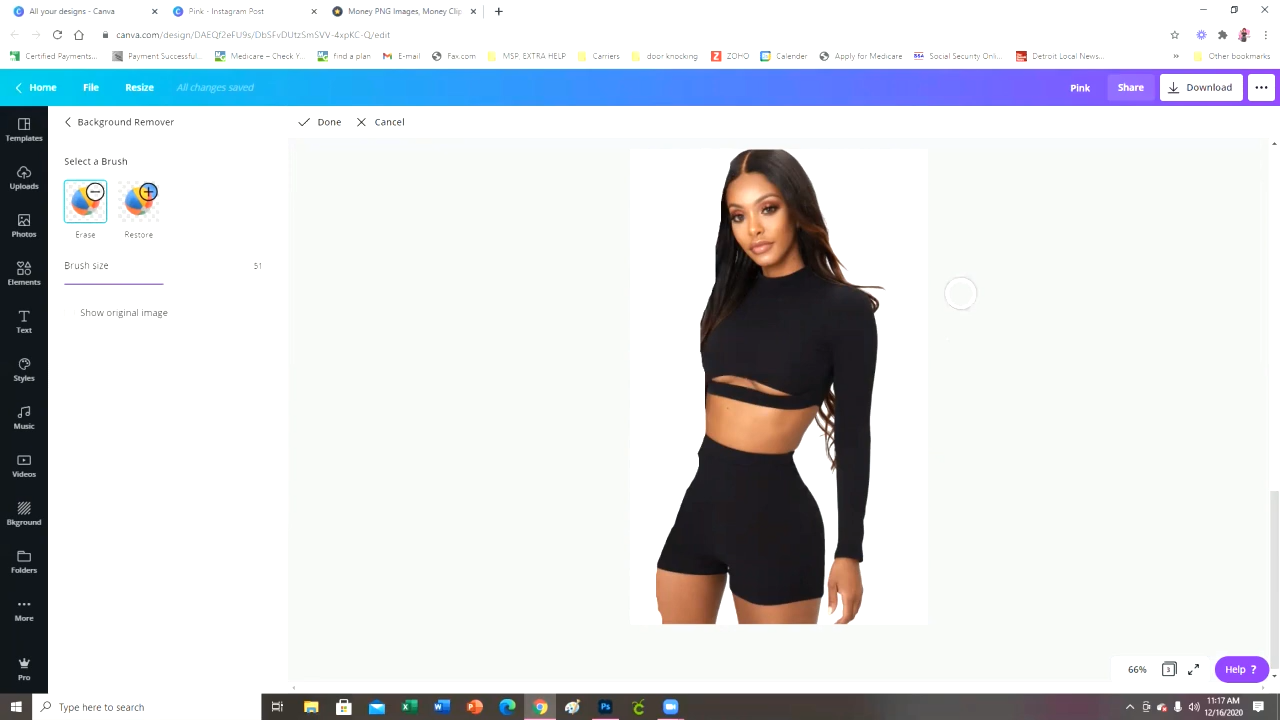 All your designs - Canva
Pink - Instagram Post
Money PNG Images, Money Clip
canva.com/design/DAEQf2eFU9s/DbSFvDUtzSmSVV-4xpKC-Q/edit
Certified Payments...
Payment Successful...
Medicare – Check Y...
find a plan
E-mail
Fax.com
MSP: EXTRA HELP
Carriers
door knocking
ZOHO
Calender
Apply for Medicare
Social Security Onli...
Detroit Local News...
Other bookmarks
Home
File
Resize
All changes saved
Pink
Share
Download
Background Remover
Done
Cancel
Templates
Uploads
Photos
Elements
Text
Styles
Music
Videos
Bkground
Folders
More
Pro
Select a Brush
Erase
Restore
Brush size
51
Show original image
66%
3
Help ?
Type here to search
11:17 AM
12/16/2020